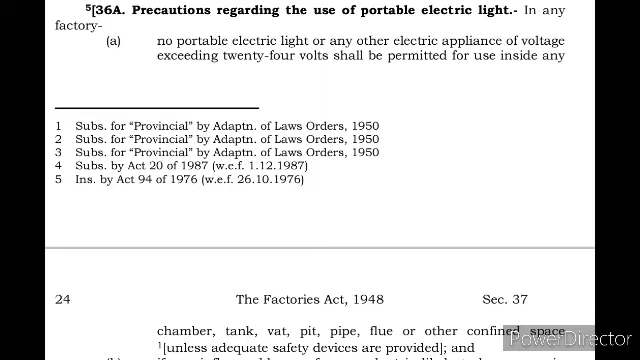 ⁵[36A. Precautions regarding the use of portable electric light.- In any
factory-
(a) no portable electric light or any other electric appliance of voltage
exceeding twenty-four volts shall be permitted for use inside any
1 Subs. for “Provincial” by Adaptn. of Laws Orders, 1950
2 Subs. for “Provincial” by Adaptn. of Laws Orders, 1950
3 Subs. for “Provincial” by Adaptn. of Laws Orders, 1950
4 Subs. by Act 20 of 1987 (w.e.f. 1.12.1987)
5 Ins. by Act 94 of 1976 (w.e.f. 26.10.1976)
24 The Factories Act, 1948 Sec. 37
chamber, tank, vat, pit, pipe, flue or other confined space
¹[unless adequate safety devices are provided]; and
PowerDirector